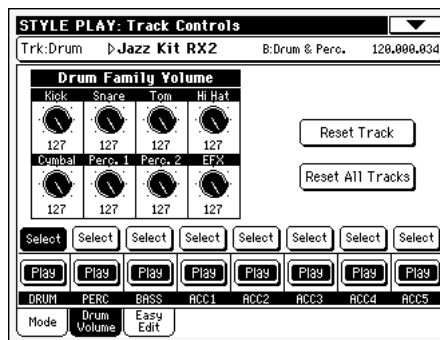 STYLE PLAY: Track Controls
Trk:Drum ▷Jazz Kit RX2 B:Drum & Perc. 120.000.034
Drum Family Volume
Kick Snare Tom Hi Hat
127 127 127 127
Cymbal Perc. 1 Perc. 2 EFX
127 127 127 127
Reset Track
Reset All Tracks
Select Select Select Select Select Select Select Select
Play Play Play Play Play Play Play Play
DRUM PERC BASS ACC1 ACC2 ACC3 ACC4 ACC5
Mode Drum Volume Easy Edit